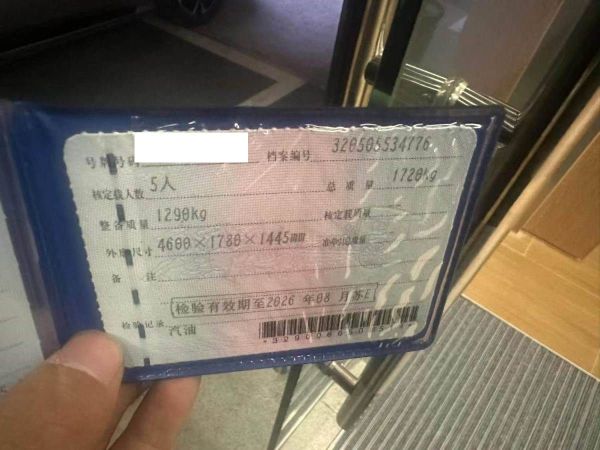 号牌号码 档案编号 320505534776
核定载人数 5人 总质量 1720kg
整备质量 1290kg 核定载质量
外廓尺寸 4600×1780×1445mm 准牵引总质量
备注
检验有效期至2026年08月苏E
检验记录 汽油